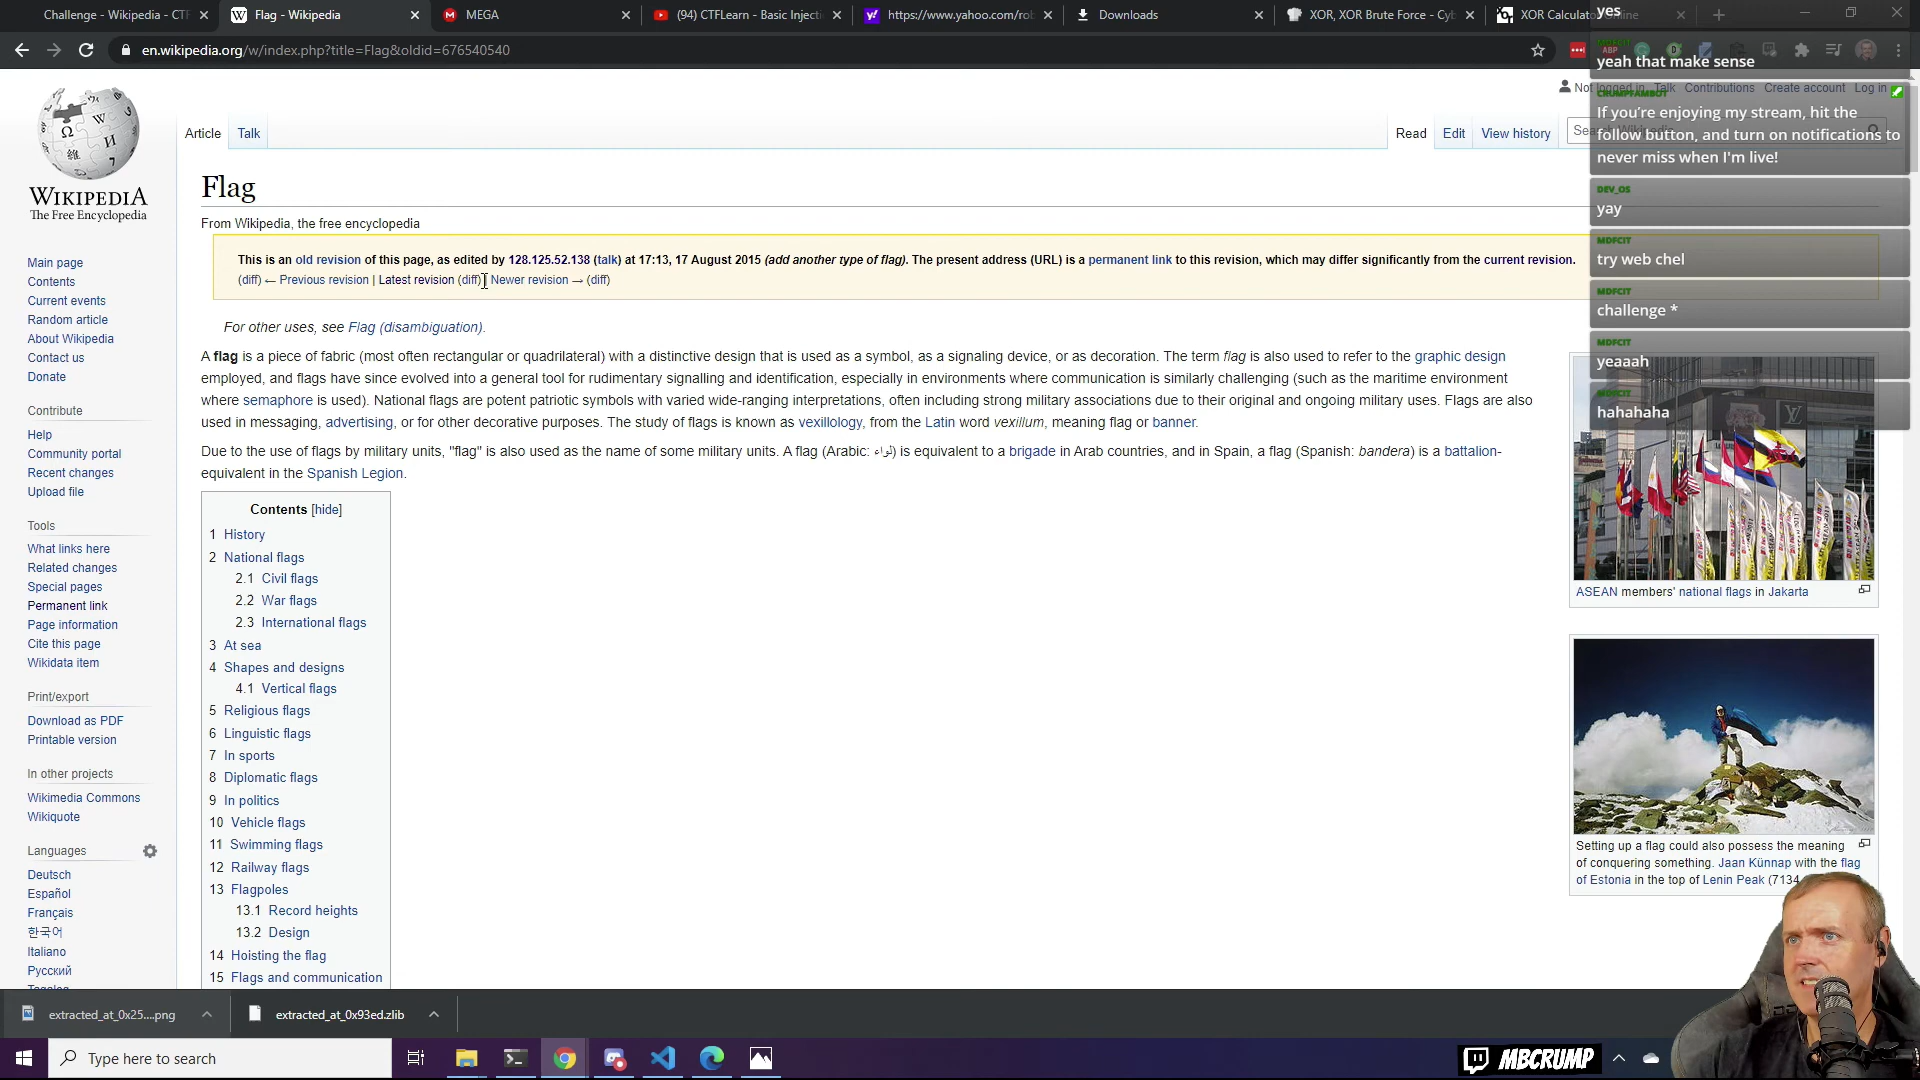 Challenge - Wikipedia - CTF
Flag - Wikipedia
MEGA
(94) CTFLearn - Basic Injecti
https://www.yahoo.com/rob
Downloads
XOR, XOR Brute Force - Cyb
XOR Calculator Online
en.wikipedia.org/w/index.php?title=Flag&oldid=676540540
yes
yeah that make sense
CRUMPFAMBOT
If you're enjoying my stream, hit the
follow button, and turn on notifications to
never miss when I'm live!
DEV_OS
yay
MDFCIT
try web chel
MDFCIT
challenge *
MDFCIT
yeaaah
MDFCIT
hahahaha
Not logged in Talk Contributions Create account Log in
WIKIPEDIA
The Free Encyclopedia
Article Talk
Read Edit View history
Flag
From Wikipedia, the free encyclopedia
This is an old revision of this page, as edited by 128.125.52.138 (talk) at 17:13, 17 August 2015 (add another type of flag). The present address (URL) is a permanent link to this revision, which may differ significantly from the current revision.
(diff) ← Previous revision | Latest revision (diff) | Newer revision → (diff)
For other uses, see Flag (disambiguation).
A flag is a piece of fabric (most often rectangular or quadrilateral) with a distinctive design that is used as a symbol, as a signaling device, or as decoration. The term flag is also used to refer to the graphic design
employed, and flags have since evolved into a general tool for rudimentary signalling and identification, especially in environments where communication is similarly challenging (such as the maritime environment
where semaphore is used). National flags are potent patriotic symbols with varied wide-ranging interpretations, often including strong military associations due to their original and ongoing military uses. Flags are also
used in messaging, advertising, or for other decorative purposes. The study of flags is known as vexillology, from the Latin word vexillum, meaning flag or banner.
Due to the use of flags by military units, "flag" is also used as the name of some military units. A flag (Arabic: لواء) is equivalent to a brigade in Arab countries, and in Spain, a flag (Spanish: bandera) is a battalion-
equivalent in the Spanish Legion.
Contents [hide]
1 History
2 National flags
2.1 Civil flags
2.2 War flags
2.3 International flags
3 At sea
4 Shapes and designs
4.1 Vertical flags
5 Religious flags
6 Linguistic flags
7 In sports
8 Diplomatic flags
9 In politics
10 Vehicle flags
11 Swimming flags
12 Railway flags
13 Flagpoles
13.1 Record heights
13.2 Design
14 Hoisting the flag
15 Flags and communication
Main page
Contents
Current events
Random article
About Wikipedia
Contact us
Donate
Contribute
Help
Community portal
Recent changes
Upload file
Tools
What links here
Related changes
Special pages
Permanent link
Page information
Cite this page
Wikidata item
Print/export
Download as PDF
Printable version
In other projects
Wikimedia Commons
Wikiquote
Languages
Deutsch
Español
Français
한국어
Italiano
Русский
ASEAN members' national flags in Jakarta
Setting up a flag could also possess the meaning
of conquering something. Jaan Künnap with the flag
of Estonia in the top of Lenin Peak (7134
extracted_at_0x25....png
extracted_at_0x93ed.zlib
Type here to search
MBCRUMP